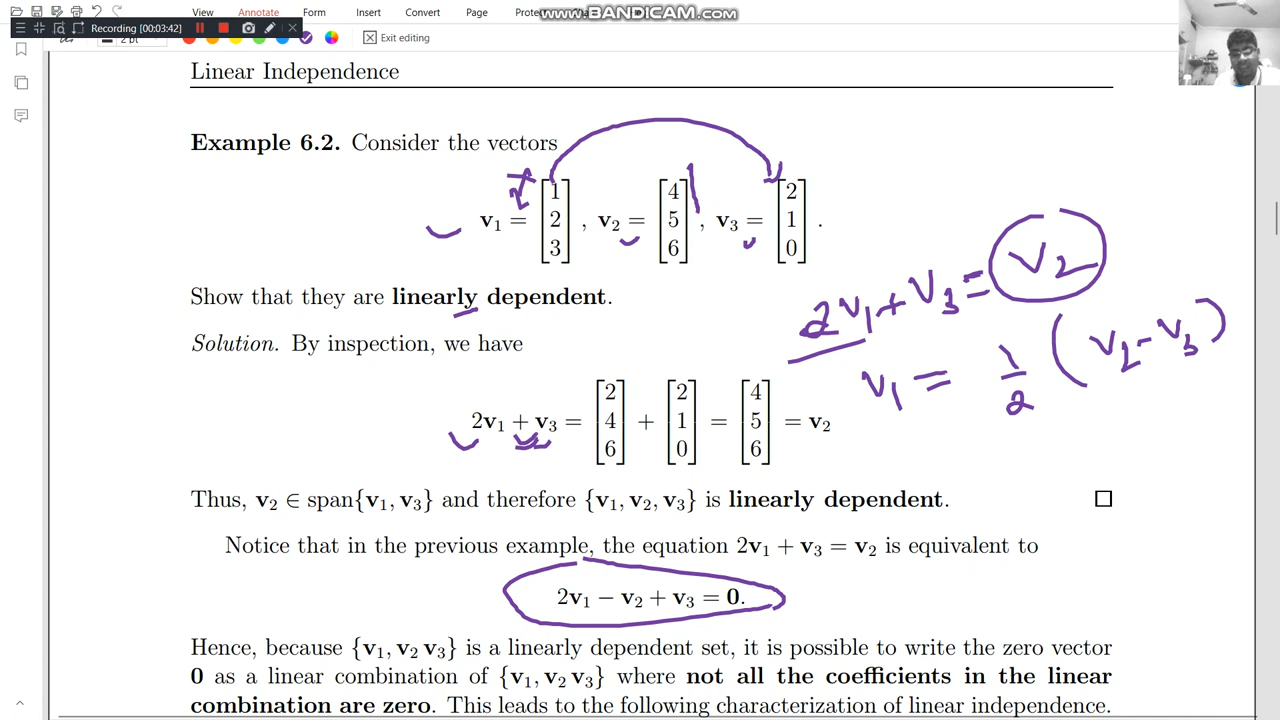 View Annotate Form Insert Convert Page
www.BANDICAM.com
Recording [00:03:42]
Exit editing
Linear Independence
Example 6.2. Consider the vectors
v1 = [1 2 3], v2 = [4 5 6], v3 = [2 1 0].
2v1 + v3 = v2
Show that they are linearly dependent.
v1 = 1/2 (v2 - v3)
Solution. By inspection, we have
2v1 + v3 = [2 4 6] + [2 1 0] = [4 5 6] = v2
Thus, v2 ∈ span{v1, v3} and therefore {v1, v2, v3} is linearly dependent. □
Notice that in the previous example, the equation 2v1 + v3 = v2 is equivalent to
2v1 − v2 + v3 = 0.
Hence, because {v1, v2 v3} is a linearly dependent set, it is possible to write the zero vector
0 as a linear combination of {v1, v2 v3} where not all the coefficients in the linear
combination are zero. This leads to the following characterization of linear independence.